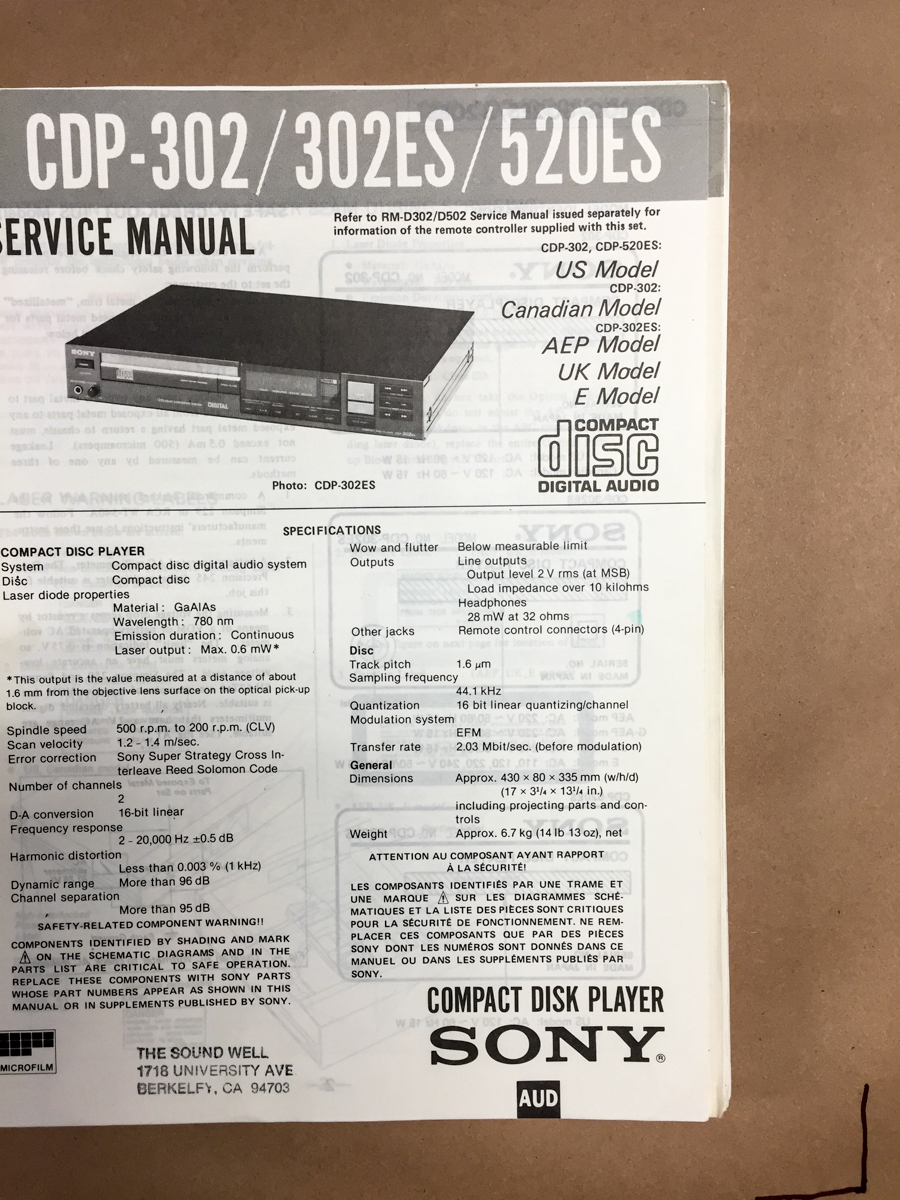 CDP-302/302ES/520ES
SERVICE MANUAL
Refer to RM-D302/D502 Service Manual issued separately for
information of the remote controller supplied with this set.
CDP-302, CDP-520ES:
US Model
CDP-302:
Canadian Model
CDP-302ES:
AEP Model
UK Model
E Model
SONY
DIGITAL
COMPACT
disc
DIGITAL AUDIO
Photo: CDP-302ES
SPECIFICATIONS
COMPACT DISC PLAYER
System Compact disc digital audio system
Disc Compact disc
Laser diode properties
Material: GaAlAs
Wavelength: 780 nm
Emission duration: Continuous
Laser output: Max. 0.6 mW*
*This output is the value measured at a distance of about
1.6 mm from the objective lens surface on the optical pick-up
block.
Spindle speed 500 r.p.m. to 200 r.p.m. (CLV)
Scan velocity 1.2 - 1.4 m/sec.
Error correction Sony Super Strategy Cross In-
terleave Reed Solomon Code
Number of channels
2
D-A conversion 16-bit linear
Frequency response
2 - 20,000 Hz ±0.5 dB
Harmonic distortion
Less than 0.003 % (1 kHz)
Dynamic range More than 96 dB
Channel separation
More than 95 dB
SAFETY-RELATED COMPONENT WARNING!!
COMPONENTS IDENTIFIED BY SHADING AND MARK
⚠ ON THE SCHEMATIC DIAGRAMS AND IN THE
PARTS LIST ARE CRITICAL TO SAFE OPERATION.
REPLACE THESE COMPONENTS WITH SONY PARTS
WHOSE PART NUMBERS APPEAR AS SHOWN IN THIS
MANUAL OR IN SUPPLEMENTS PUBLISHED BY SONY.
Wow and flutter Below measurable limit
Outputs Line outputs
Output level 2 V rms (at MSB)
Load impedance over 10 kilohms
Headphones
28 mW at 32 ohms
Other jacks Remote control connectors (4-pin)
Disc
Track pitch 1.6 μm
Sampling frequency
44.1 kHz
Quantization 16 bit linear quantizing/channel
Modulation system
EFM
Transfer rate 2.03 Mbit/sec. (before modulation)
General
Dimensions Approx. 430 × 80 × 335 mm (w/h/d)
(17 × 3 1/4 × 13 1/4 in.)
including projecting parts and con-
trols
Weight Approx. 6.7 kg (14 lb 13 oz), net
ATTENTION AU COMPOSANT AYANT RAPPORT
À LA SÉCURITÉ!
LES COMPOSANTS IDENTIFIÉS PAR UNE TRAME ET
UNE MARQUE ⚠ SUR LES DIAGRAMMES SCHÉ-
MATIQUES ET LA LISTE DES PIÈCES SONT CRITIQUES
POUR LA SÉCURITÉ DE FONCTIONNEMENT. NE REM-
PLACER CES COMPOSANTS QUE PAR DES PIÈCES
SONY DONT LES NUMÉROS SONT DONNÉS DANS CE
MANUEL OU DANS LES SUPPLÉMENTS PUBLIÉS PAR
SONY.
COMPACT DISK PLAYER
SONY®
AUD
MICROFILM
THE SOUND WELL
1718 UNIVERSITY AVE
BERKELEY, CA 94703